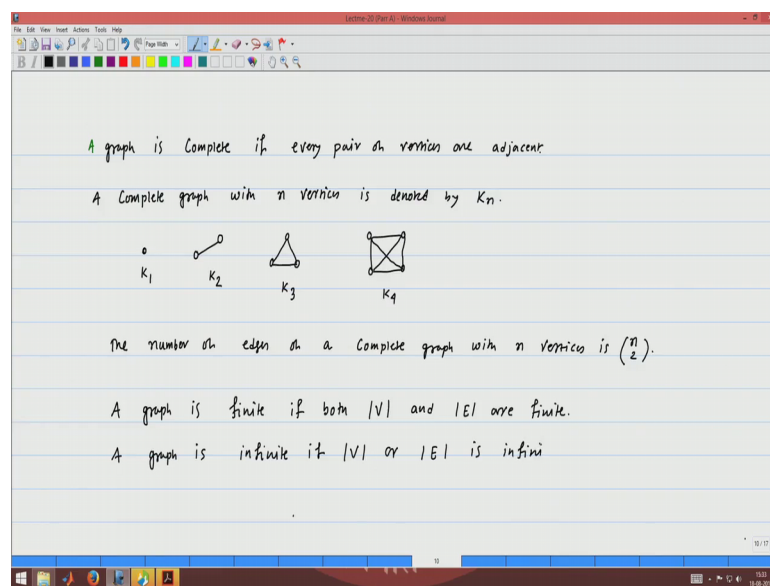 Lecture-20 (Part A) - Windows Journal
File Edit View Insert Actions Tools Help
Page Width
B I
A graph is Complete if every pair of vertices are adjacent.
A Complete graph with n vertices is denoted by Kn.
K1 K2 K3 K4
The number of edges of a Complete graph with n vertices is (n 2).
A graph is finite if both |V| and |E| are finite.
A graph is infinite if |V| or |E| is infini
10/17
10
15:33